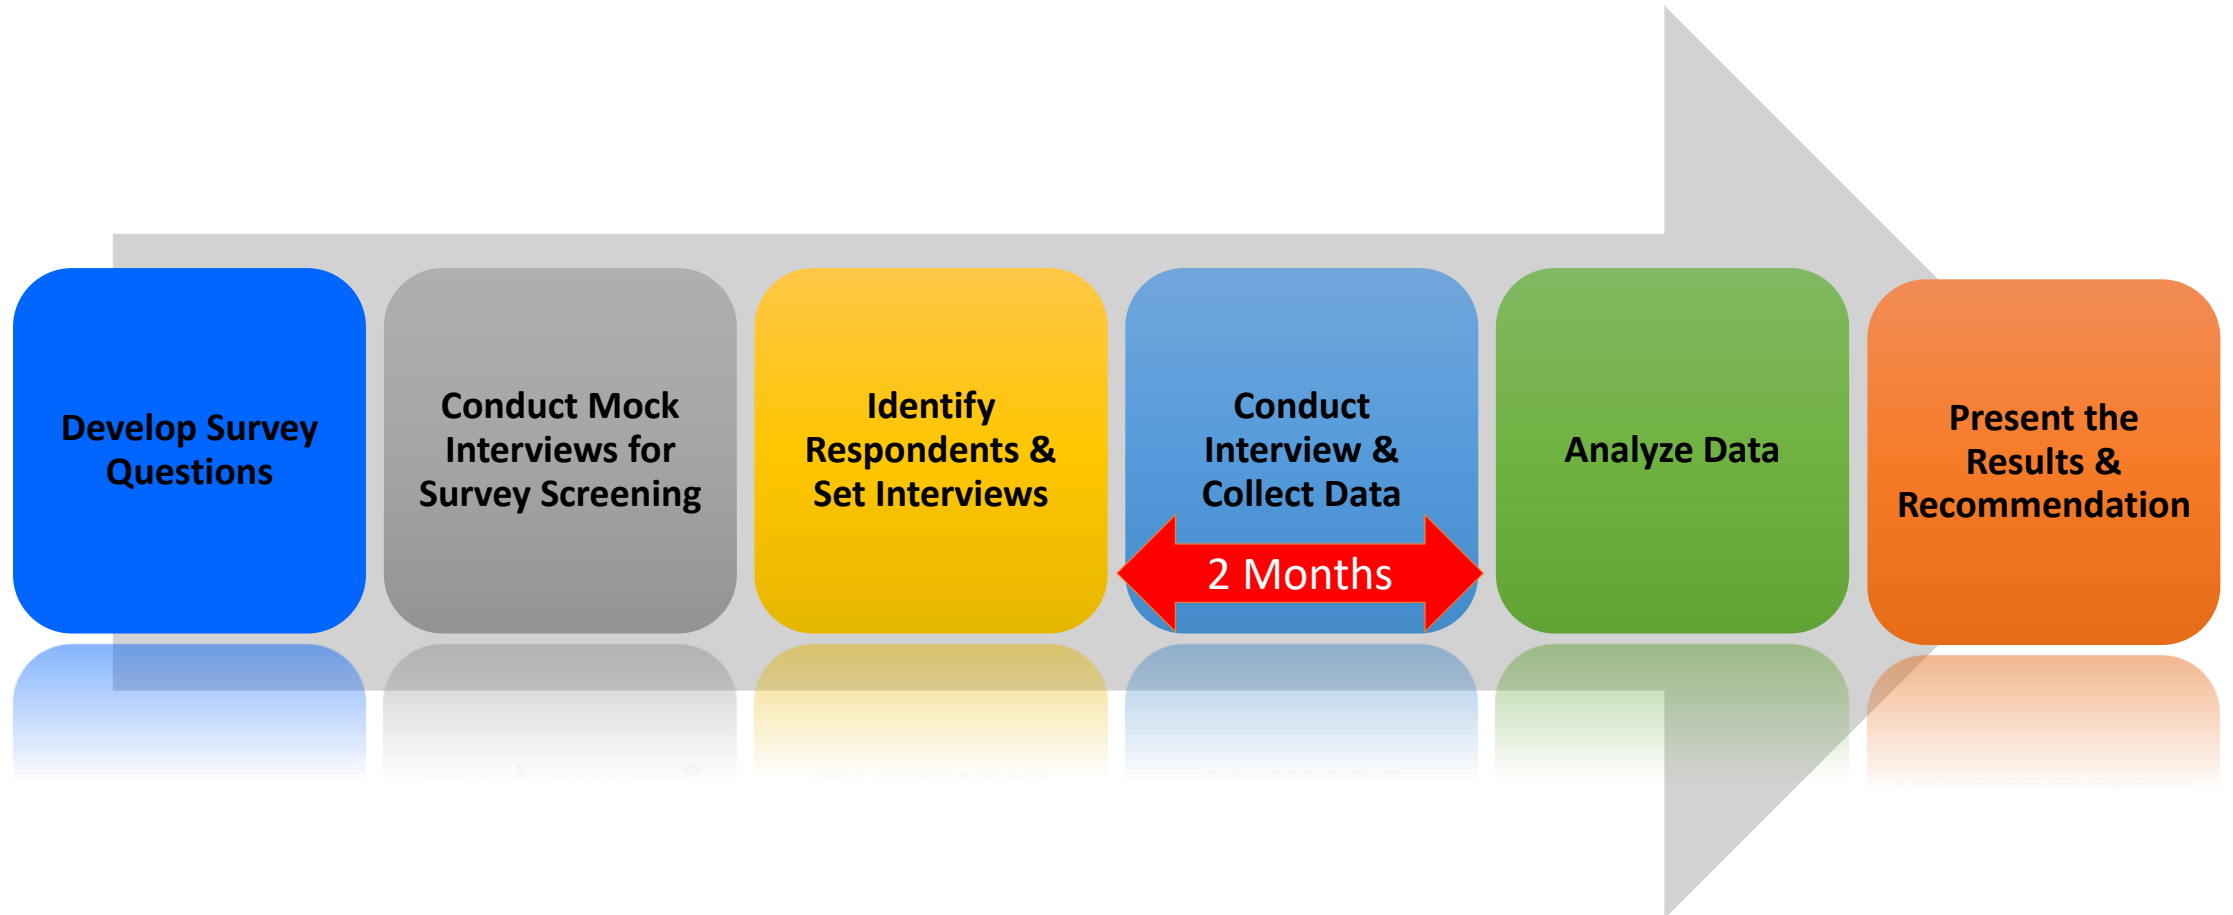 Develop Survey
Questions
Conduct Mock
Interviews for
Survey Screening
Identify
Respondents &
Set Interviews
Conduct
Interview &
Collect Data
2 Months
Analyze Data
Present the
Results &
Recommendation